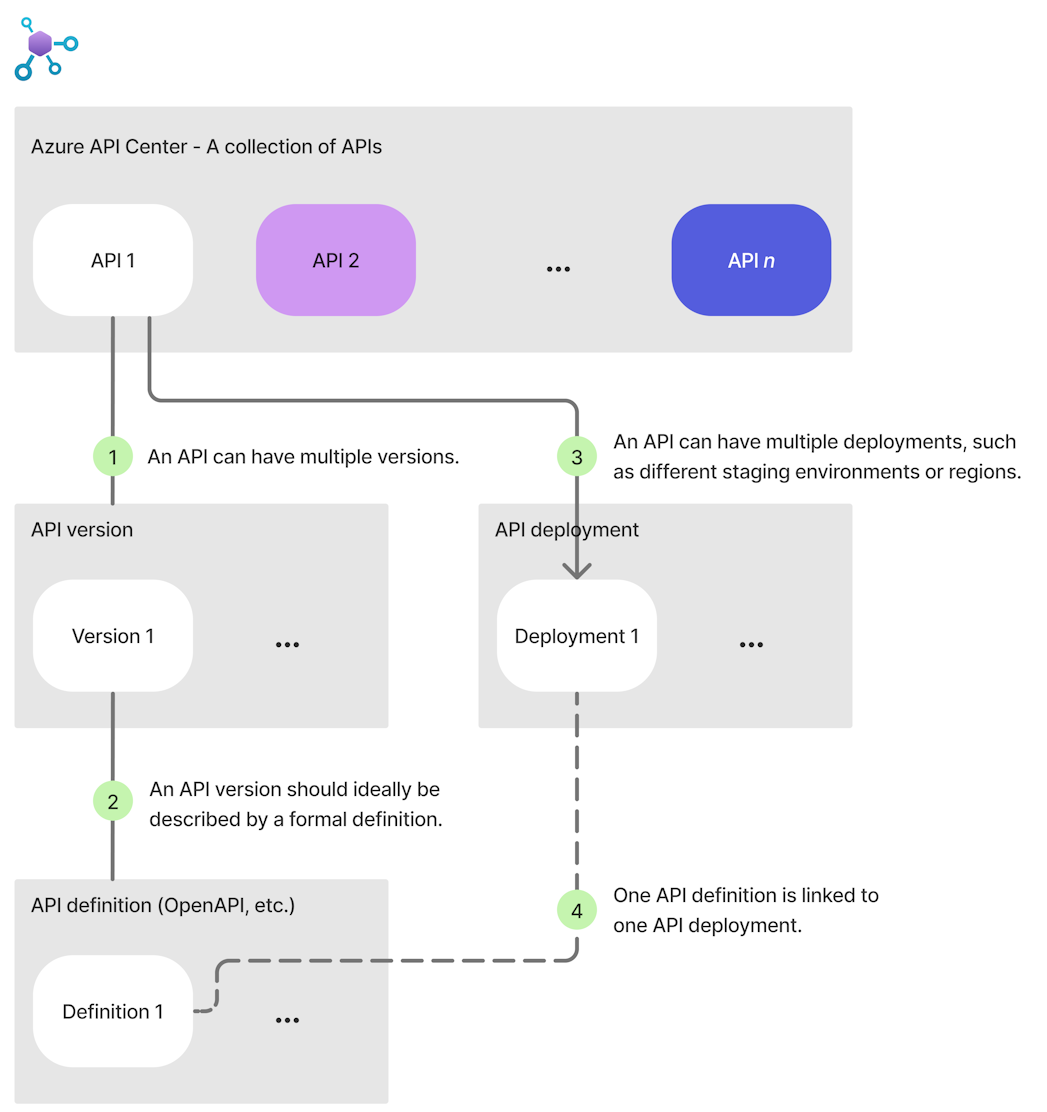 Azure API Center - A collection of APIs
API 1
API 2
...
API n
1
An API can have multiple versions.
3
An API can have multiple deployments, such
as different staging environments or regions.
API version
Version 1
...
API deployment
Deployment 1
...
2
An API version should ideally be
described by a formal definition.
4
One API definition is linked to
one API deployment.
API definition (OpenAPI, etc.)
Definition 1
...